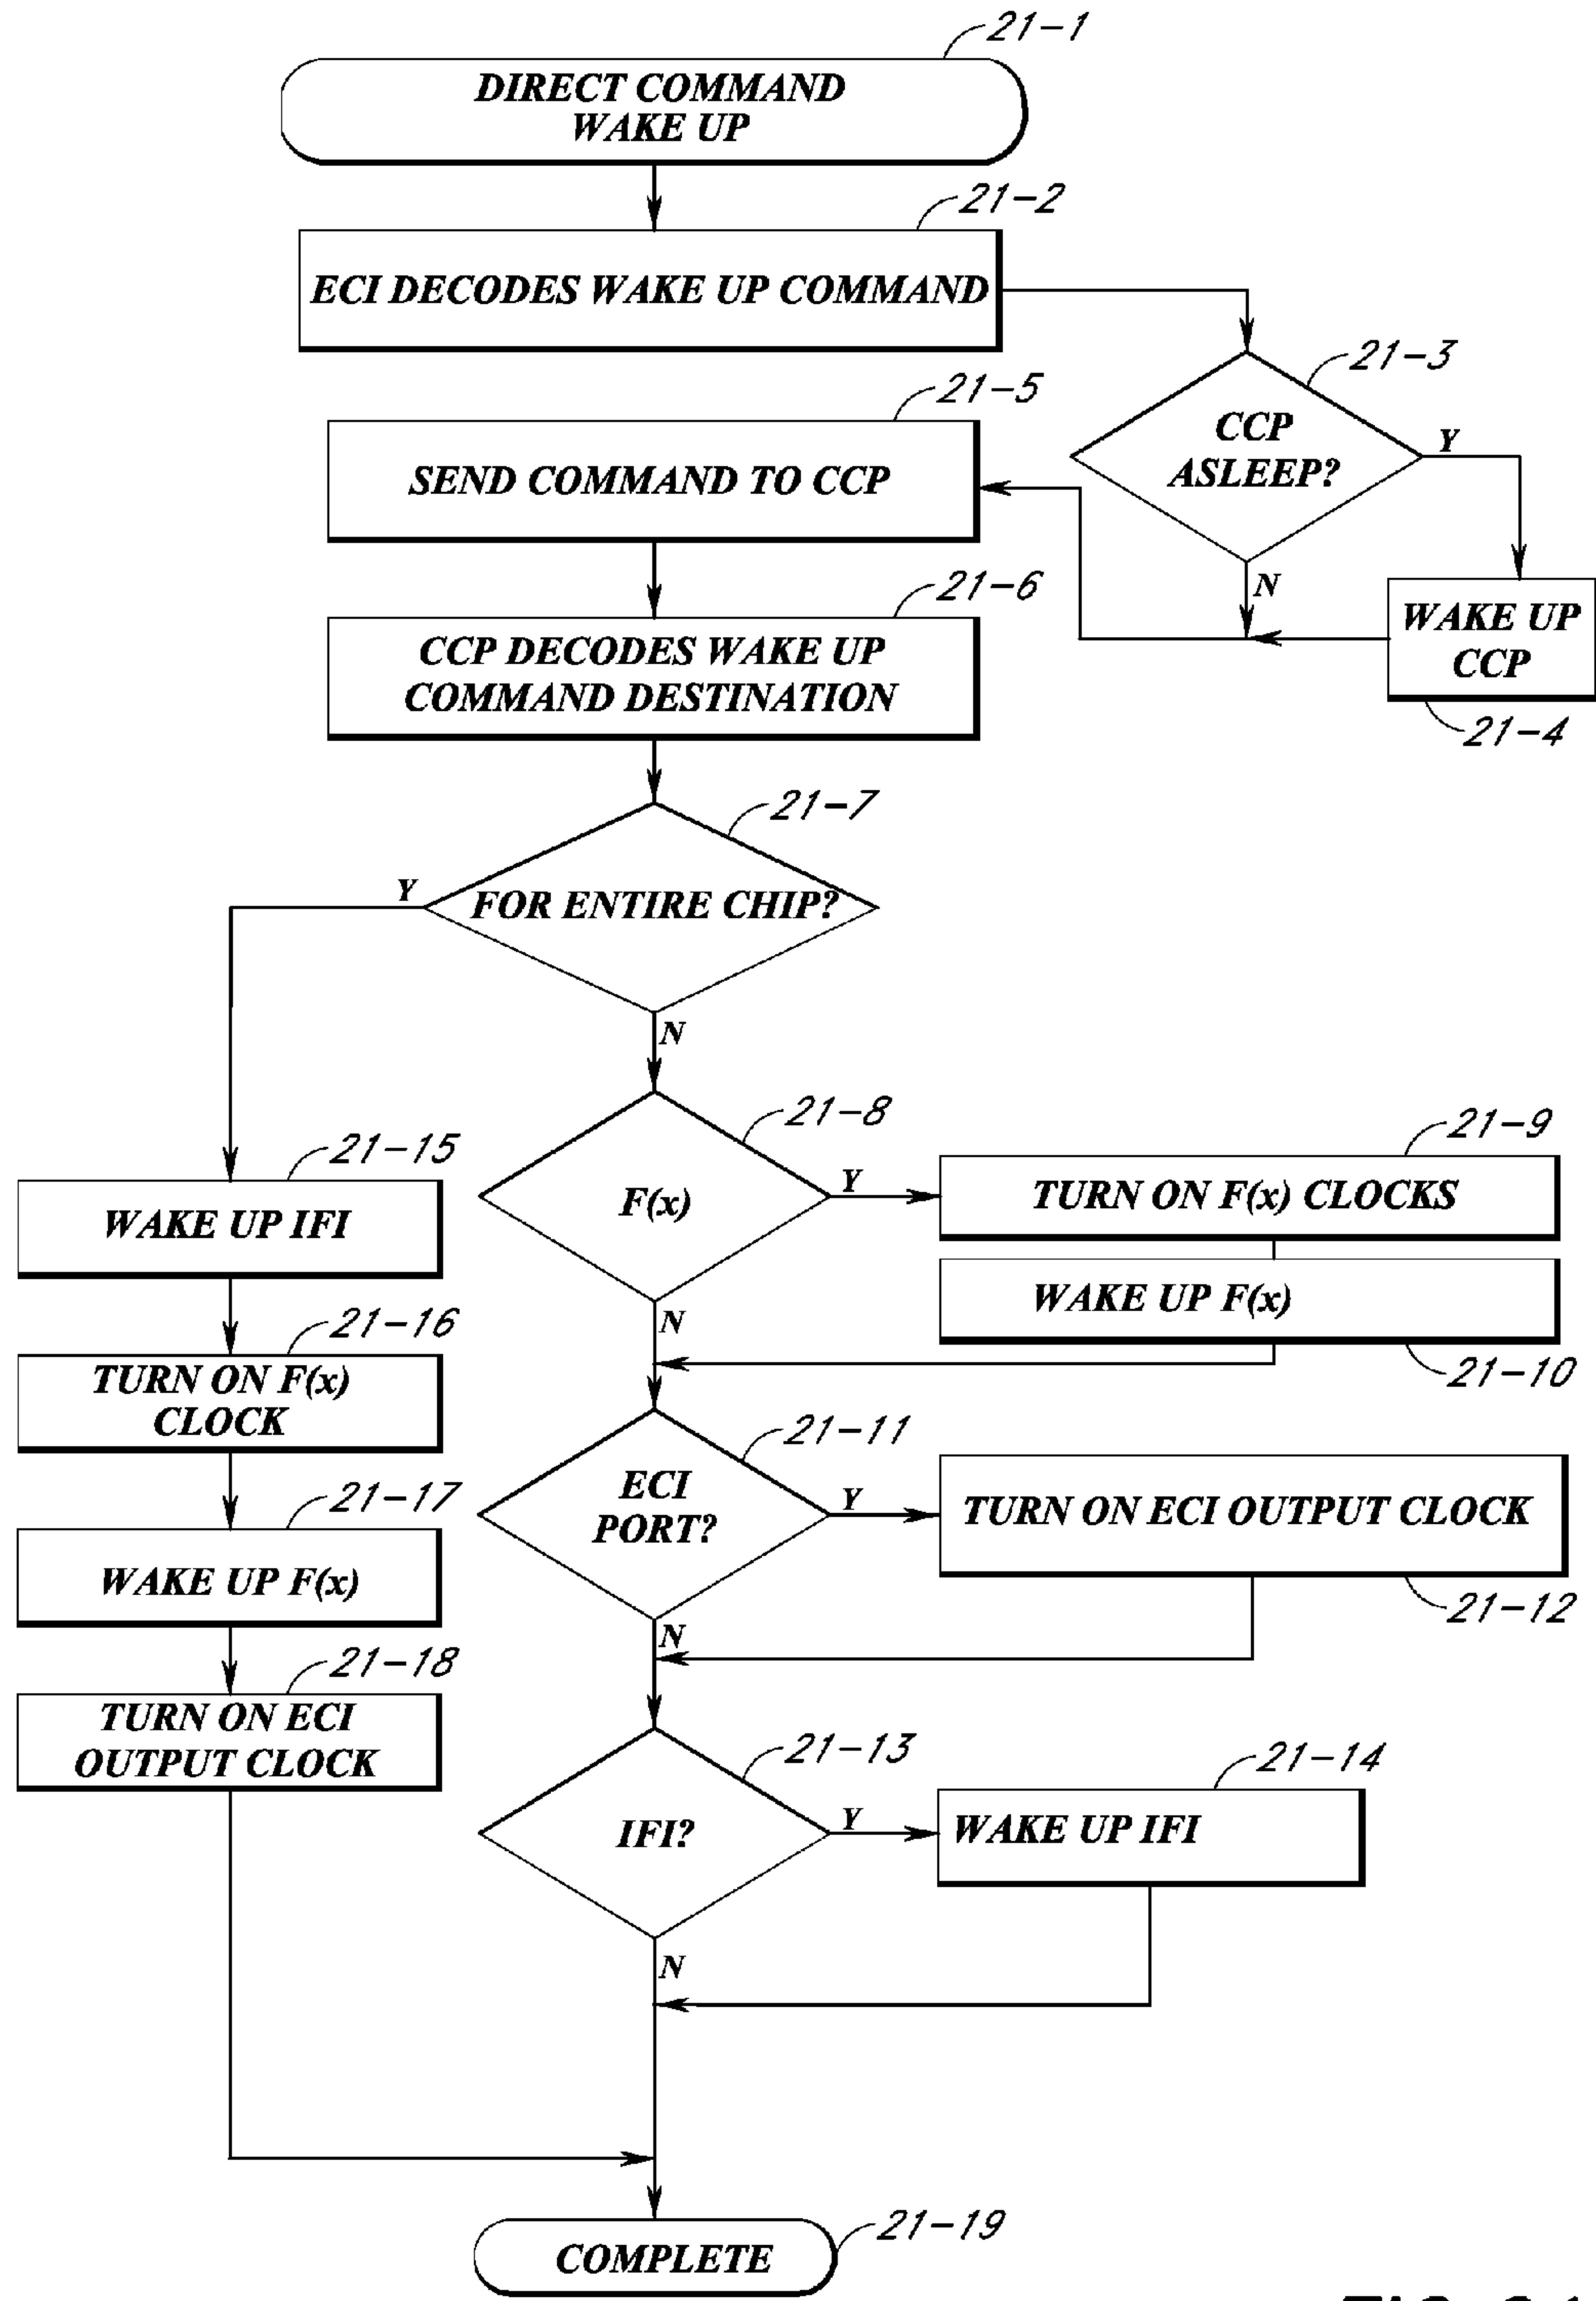 21-1
DIRECT COMMAND
WAKE UP
21-2
ECI DECODES WAKE UP COMMAND
21-3
CCP
ASLEEP?
Y
N
WAKE UP
CCP
21-4
21-5
SEND COMMAND TO CCP
21-6
CCP DECODES WAKE UP
COMMAND DESTINATION
21-7
FOR ENTIRE CHIP?
Y
N
21-8
F(x)
Y
N
21-9
TURN ON F(x) CLOCKS
WAKE UP F(x)
21-10
21-15
WAKE UP IFI
21-16
TURN ON F(x)
CLOCK
21-17
WAKE UP F(x)
21-18
TURN ON ECI
OUTPUT CLOCK
21-11
ECI
PORT?
Y
N
TURN ON ECI OUTPUT CLOCK
21-12
21-13
IFI?
Y
N
21-14
WAKE UP IFI
21-19
COMPLETE